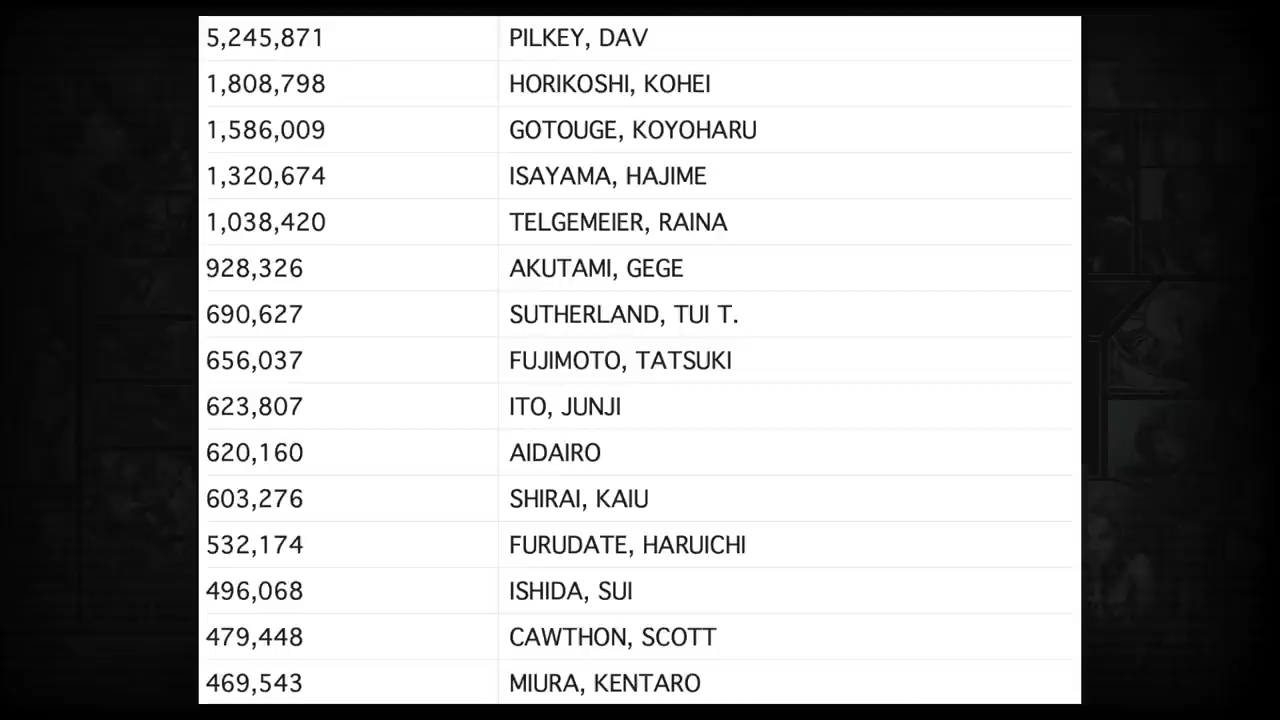 5,245,871 PILKEY, DAV
1,808,798 HORIKOSHI, KOHEI
1,586,009 GOTOUGE, KOYOHARU
1,320,674 ISAYAMA, HAJIME
1,038,420 TELGEMEIER, RAINA
928,326 AKUTAMI, GEGE
690,627 SUTHERLAND, TUI T.
656,037 FUJIMOTO, TATSUKI
623,807 ITO, JUNJI
620,160 AIDAIRO
603,276 SHIRAI, KAIU
532,174 FURUDATE, HARUICHI
496,068 ISHIDA, SUI
479,448 CAWTHON, SCOTT
469,543 MIURA, KENTARO